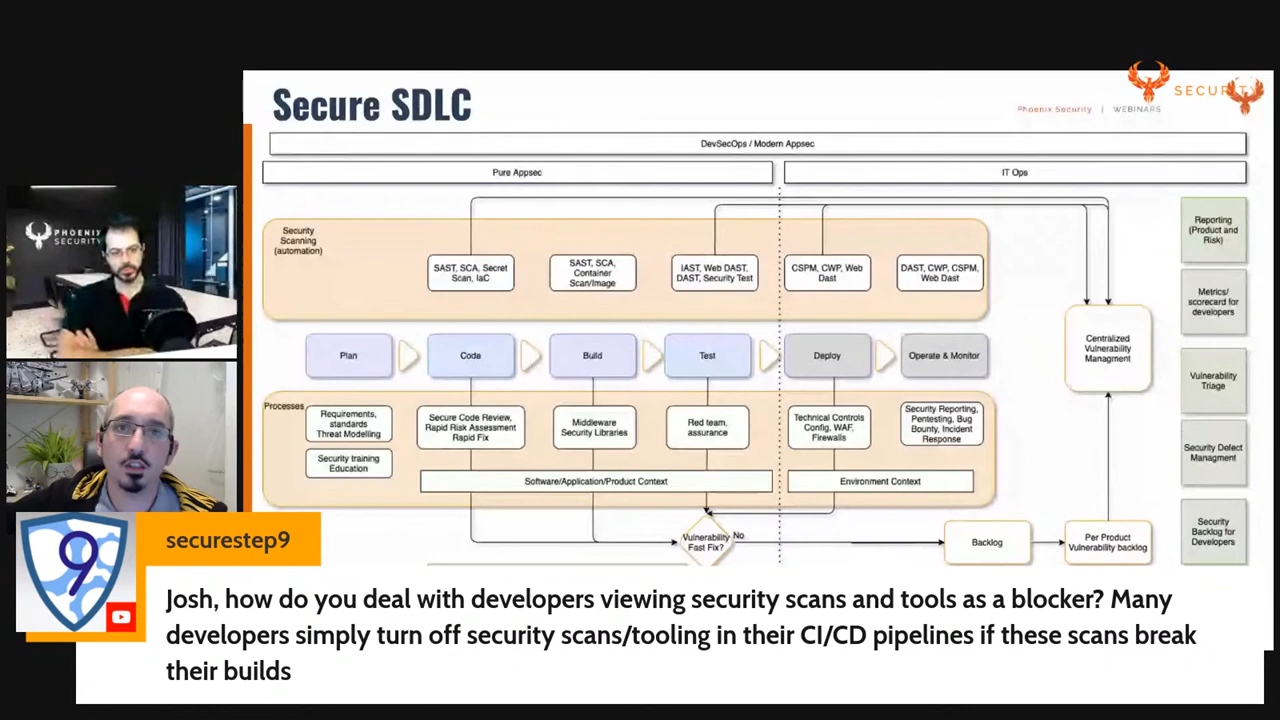 Secure SDLC
SECURITY
Phoenix Security | WEBINARS
DevSecOps / Modern Appsec
Pure Appsec
IT Ops
Security
Scanning
(automation)
SAST, SCA, Secret
Scan, IaC
SAST, SCA,
Container
Scan/Image
IAST, Web DAST,
DAST, Security Test
CSPM, CWP, Web
Dast
DAST, CWP, CSPM,
Web Dast
Reporting
(Product and
Risk)
Metrics/
scorecard for
developers
PHOENIX
SECURITY
Plan
Code
Build
Test
Deploy
Operate & Monitor
Centralized
Vulnerability
Managment
Vulnerability
Triage
Processes
Requirements,
standards
Threat Modelling
Security training
Education
Secure Code Review,
Rapid Risk Assessment
Rapid Fix
Middleware
Security Libraries
Red team,
assurance
Technical Controls
Config, WAF,
Firewalls
Security Reporting,
Pentesting, Bug
Bounty, Incident
Response
Security Defect
Managment
Software/Application/Product Context
Environment Context
Vulnerability
Fast Fix?
No
Backlog
Per Product
Vulnerability backlog
Security
Backlog for
Developers
9
securestep9
Josh, how do you deal with developers viewing security scans and tools as a blocker? Many
developers simply turn off security scans/tooling in their CI/CD pipelines if these scans break
their builds